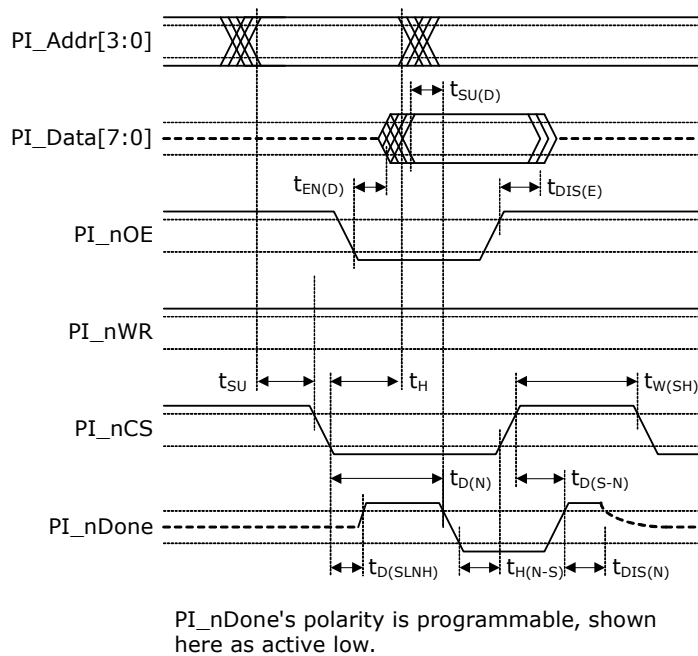 PI_Addr[3:0]
tSU(D)
PI_Data[7:0]
tEN(D)
tDIS(E)
PI_nOE
PI_nWR
tSU
tH
tW(SH)
PI_nCS
tD(N)
tD(S-N)
PI_nDone
tD(SLNH)
tH(N-S)
tDIS(N)
PI_nDone's polarity is programmable, shown
here as active low.